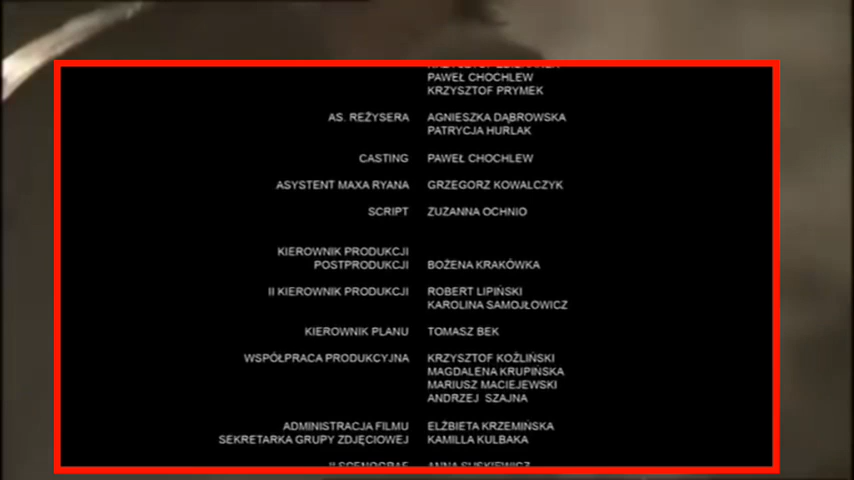 PAWEŁ CHOCHLEW
KRZYSZTOF PRYMEK
AS. REŻYSERA AGNIESZKA DĄBROWSKA
PATRYCJA HURLAK
CASTING PAWEŁ CHOCHLEW
ASYSTENT MAXA RYANA GRZEGORZ KOWALCZYK
SCRIPT ZUZANNA OCHNIO
KIEROWNIK PRODUKCJI
POSTPRODUKCJI BOŻENA KRAKÓWKA
II KIEROWNIK PRODUKCJI ROBERT LIPIŃSKI
KAROLINA SAMOJŁOWICZ
KIEROWNIK PLANU TOMASZ BEK
WSPÓŁPRACA PRODUKCYJNA KRZYSZTOF KOŹLIŃSKI
MAGDALENA KRUPIŃSKA
MARIUSZ MACIEJEWSKI
ANDRZEJ SZAJNA
ADMINISTRACJA FILMU ELŻBIETA KRZEMIŃSKA
SEKRETARKA GRUPY ZDJĘCIOWEJ KAMILLA KULBAKA